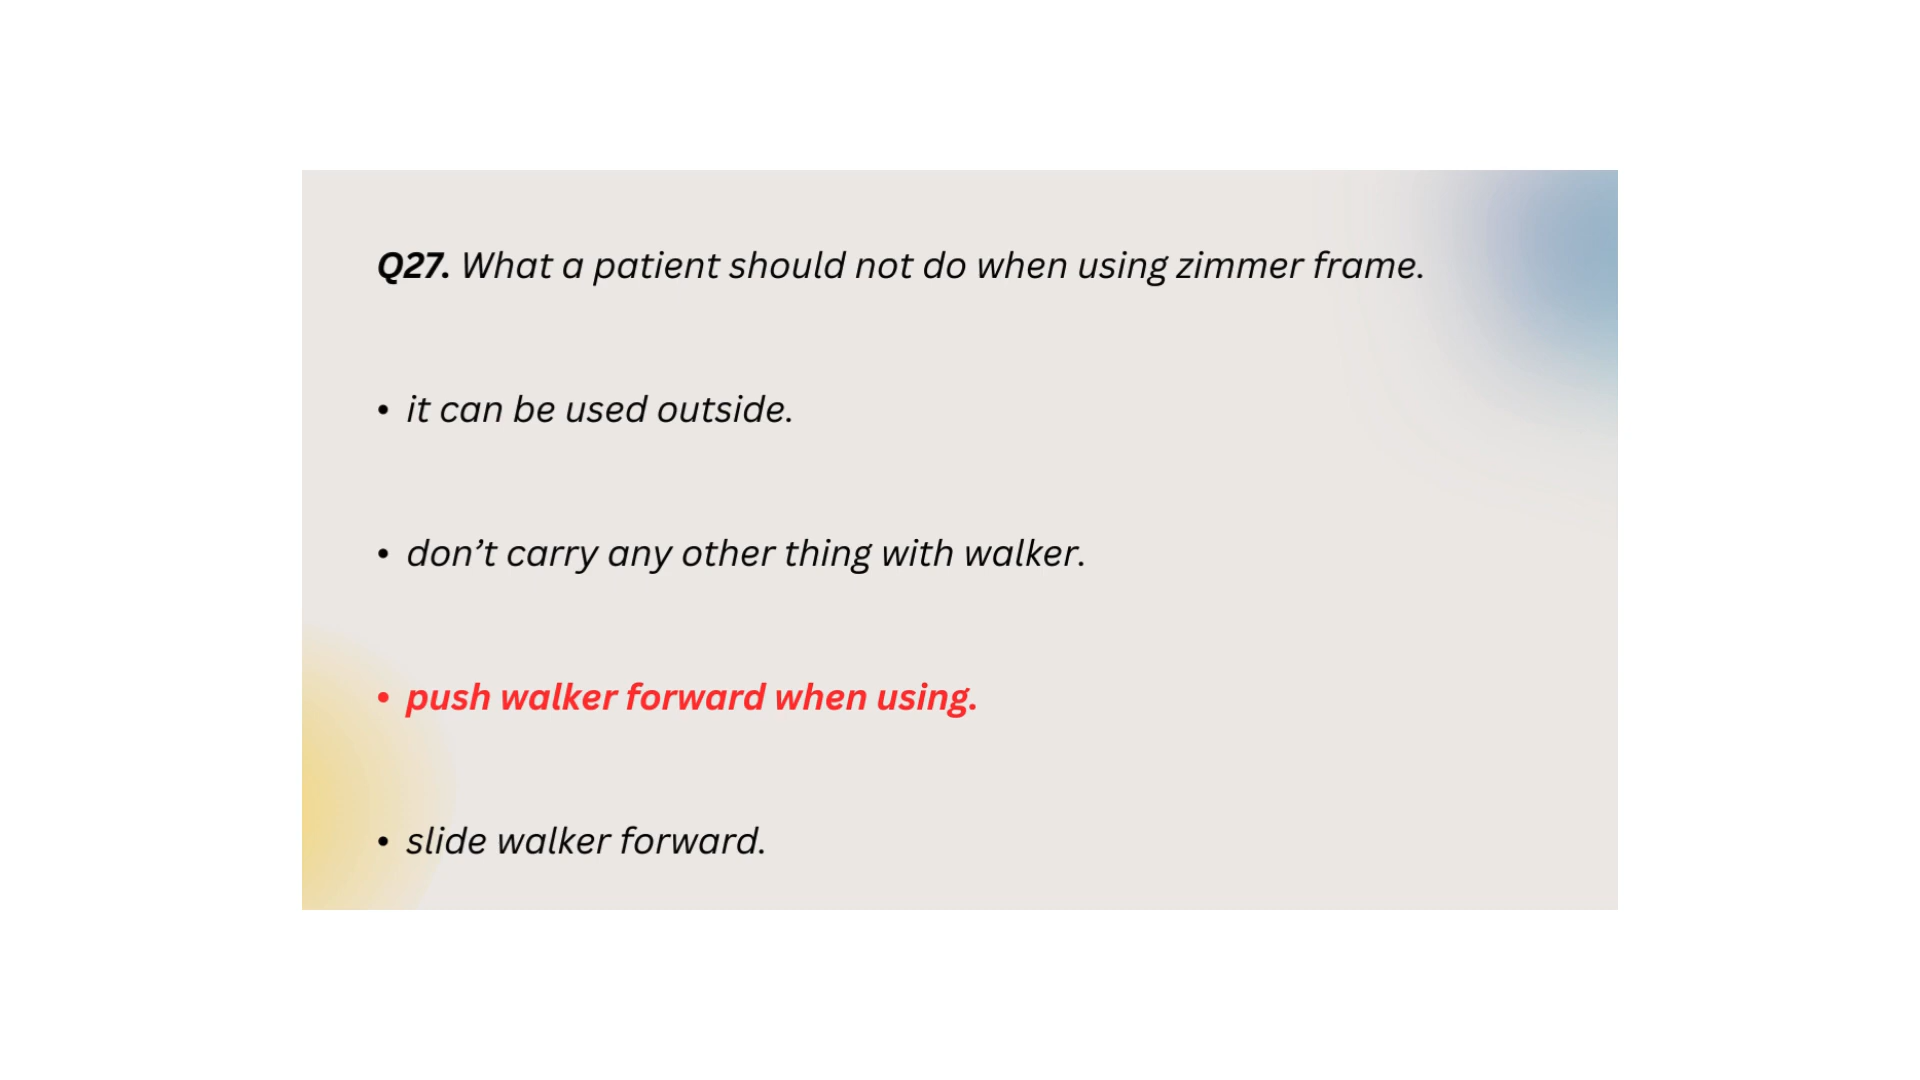 Q27. What a patient should not do when using zimmer frame.
• it can be used outside.
• don’t carry any other thing with walker.
• push walker forward when using.
• slide walker forward.